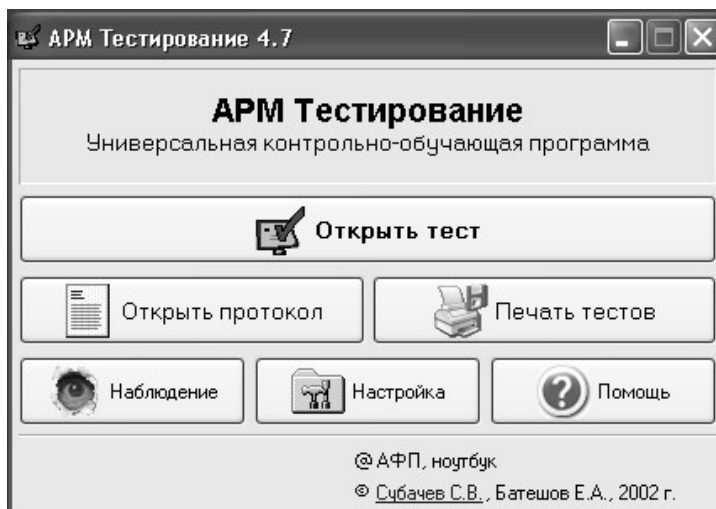 АРМ Тестирование 4.7
АРМ Тестирование
Универсальная контрольно-обучающая программа
Открыть тест
Открыть протокол
Печать тестов
Наблюдение
Настройка
Помощь
@ АФП, ноутбук
© Субачев С.В., Батешов Е.А., 2002 г.